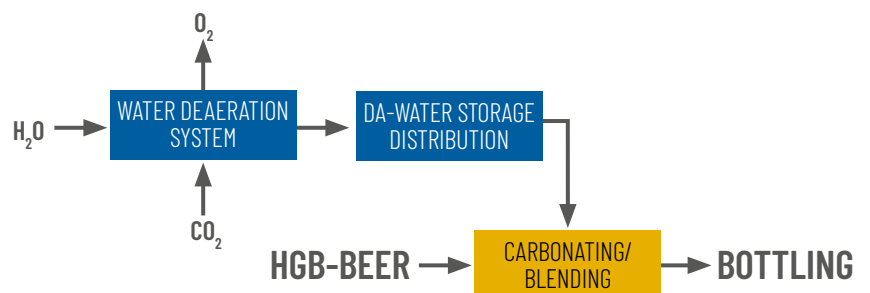 O₂
WATER DEAERATION
SYSTEM
DA-WATER STORAGE
DISTRIBUTION
H₂O
CO₂
HGB-BEER
CARBONATING/
BLENDING
BOTTLING